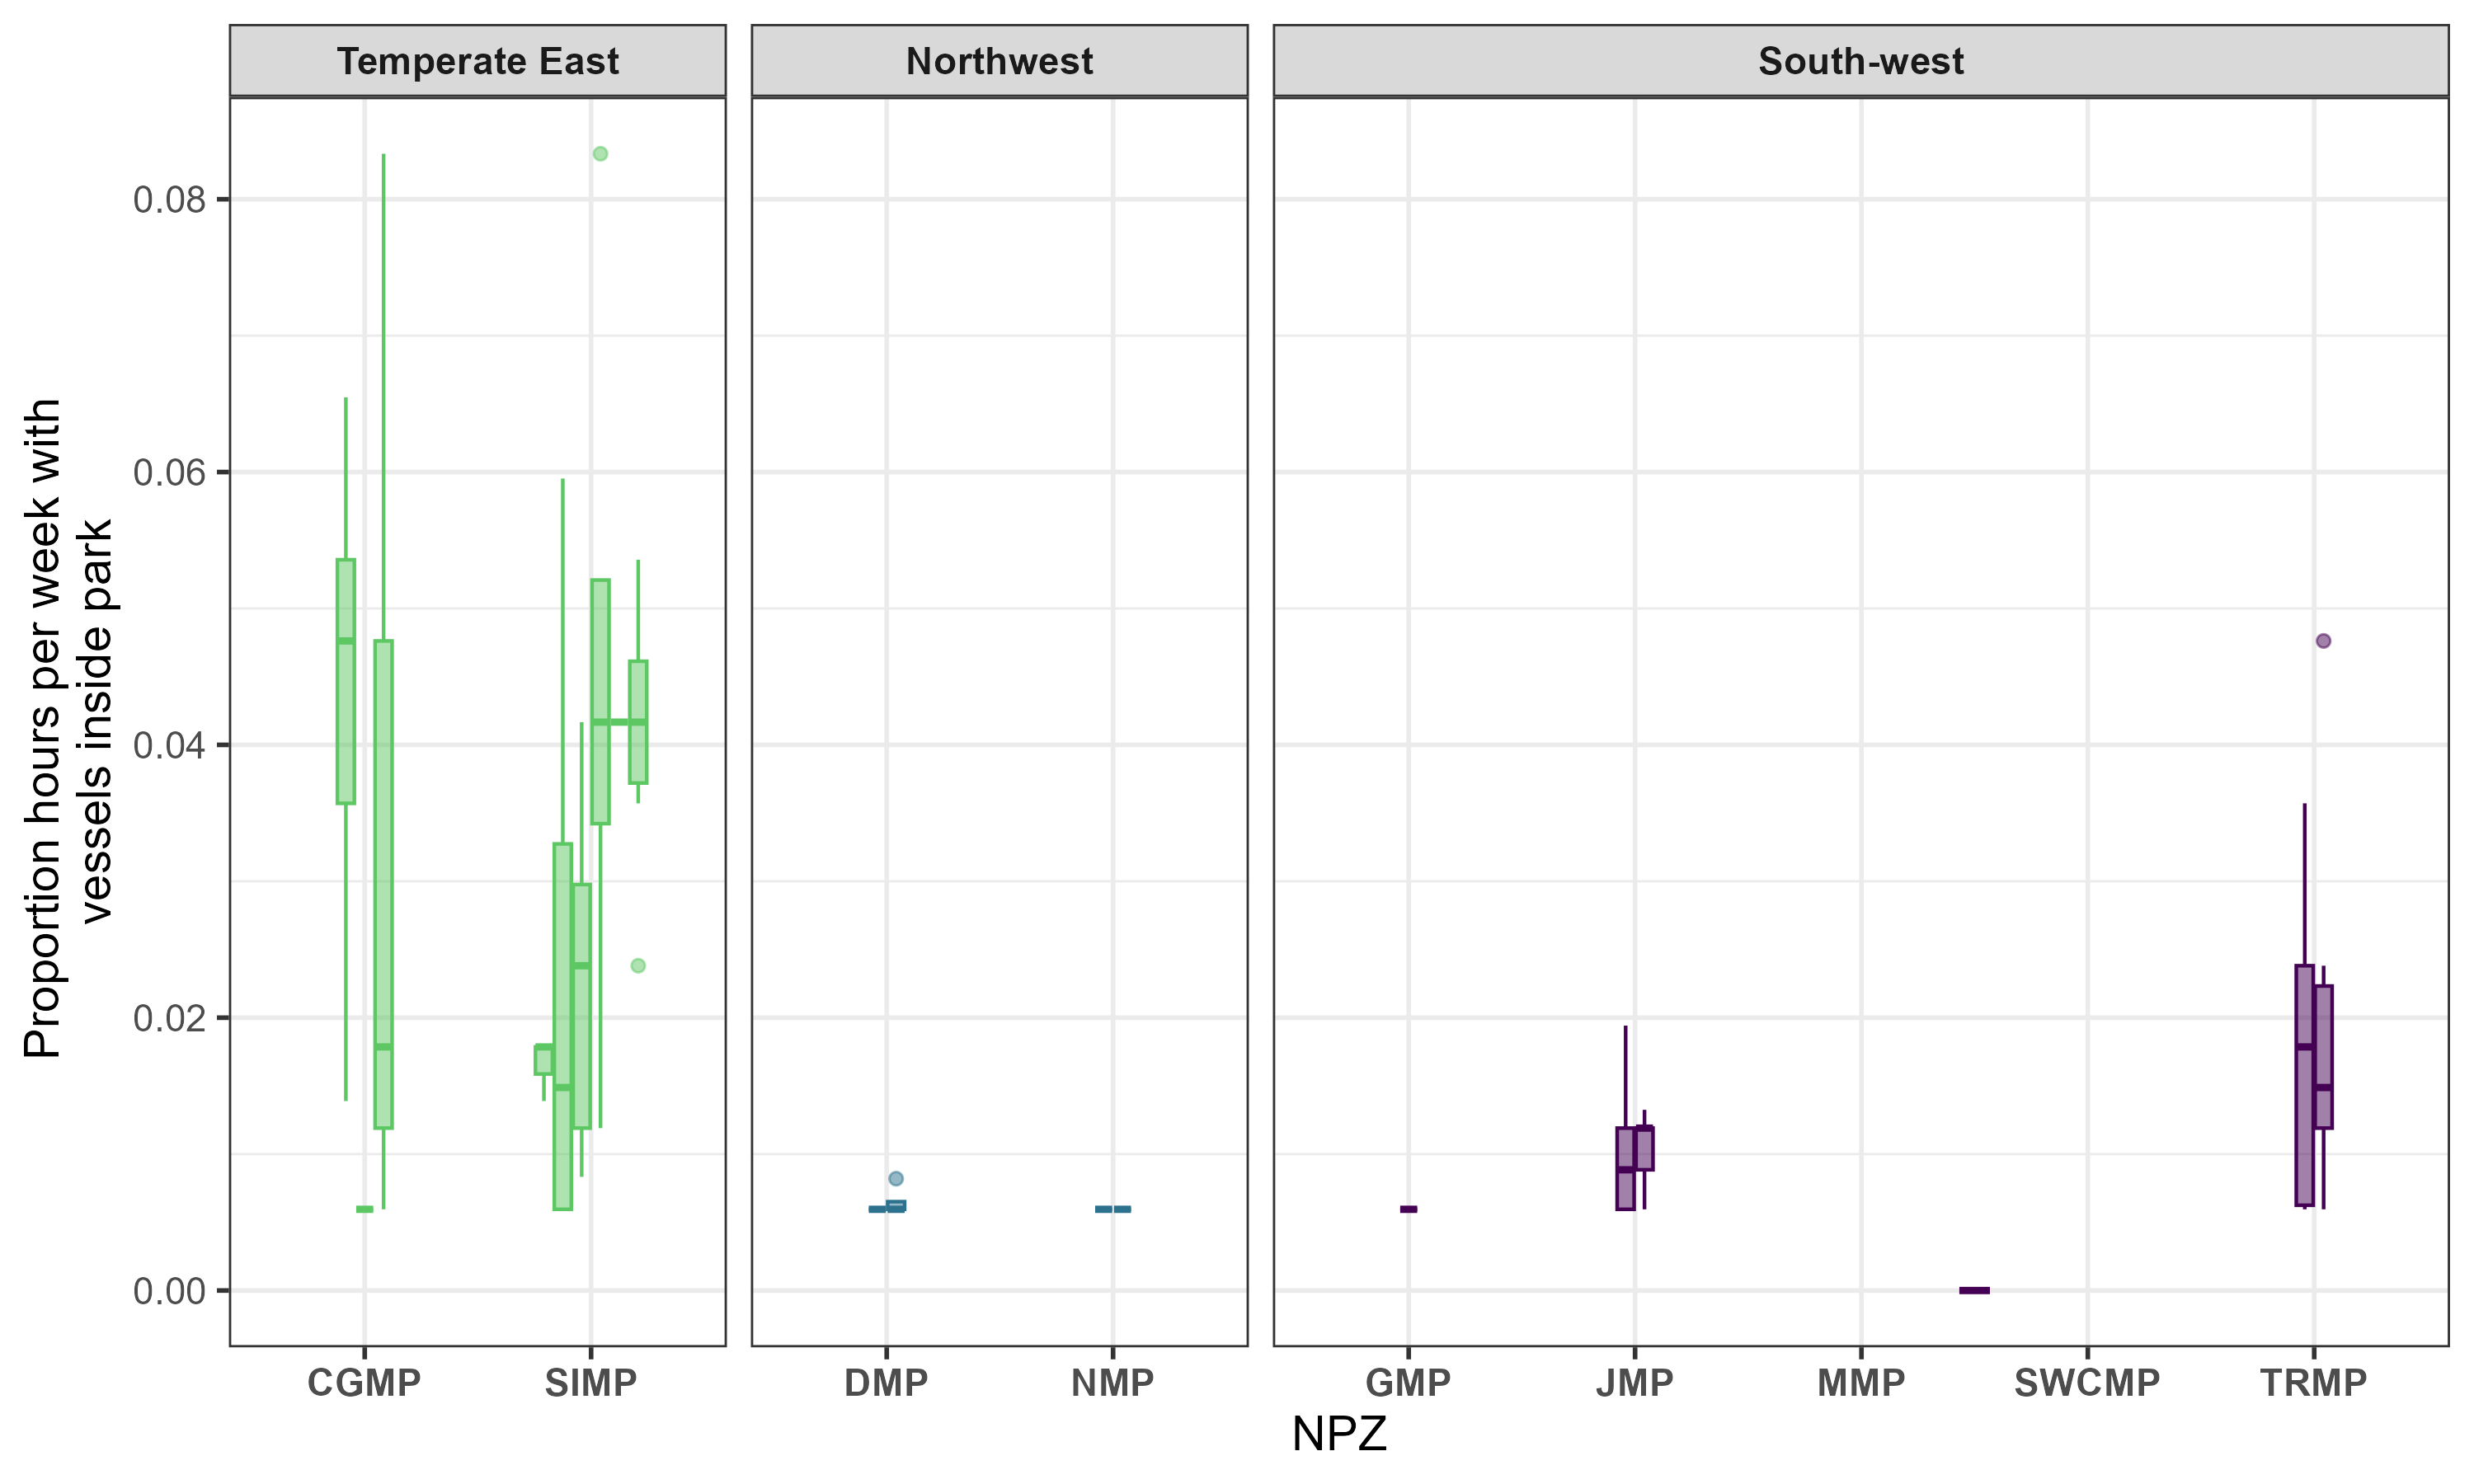 Temperate East
Northwest
South-west
Proportion hours per week with
vessels inside park
0.08
0.06
0.04
0.02
0.00
CGMP
SIMP
DMP
NMP
GMP
JMP
MMP
SWCMP
TRMP
NPZ